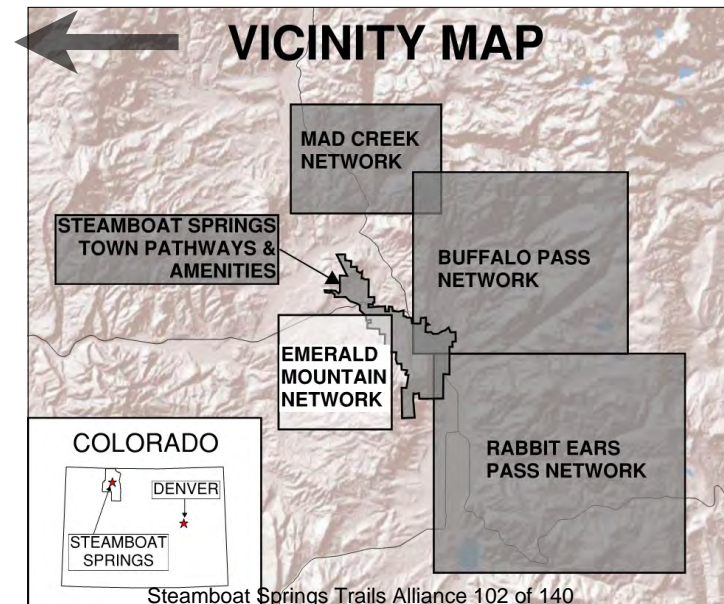 VICINITY MAP
MAD CREEK
NETWORK
STEAMBOAT SPRINGS
TOWN PATHWAYS &
AMENITIES
BUFFALO PASS
NETWORK
EMERALD
MOUNTAIN
NETWORK
RABBIT EARS
PASS NETWORK
COLORADO
DENVER
STEAMBOAT
SPRINGS
Steamboat Springs Trails Alliance 102 of 140